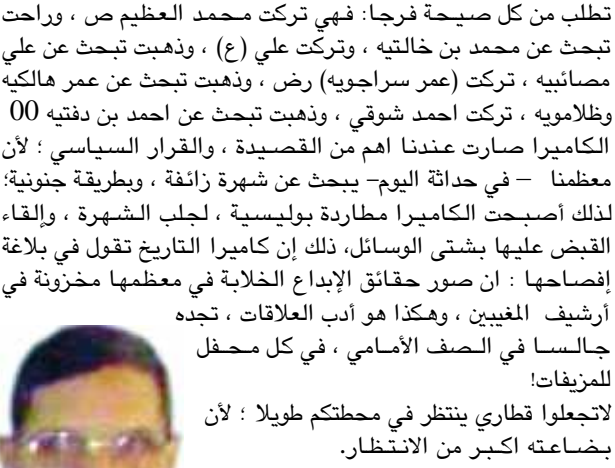 تطلب من كل صيحة فرجا: فهي تركت محمد العظيم ص ، وراحت
تبحث عن محمد بن خالتيه ، وتركت علي (ع) ، وذهبت تبحث عن علي
مصائبيه ، تركت (عمر سراجويه) رض ، وذهبت تبحث عن عمر هالكيه
وظلامويه ، تركت احمد شوقي ، وذهبت تبحث عن احمد بن دفتيه 00
الكاميرا صارت عندنا اهم من القصيدة ، والقرار السياسي ؛ لأن
معظمنا – في حداثة اليوم– يبحث عن شهرة زائفة ، وبطريقة جنونية؛
لذلك أصبحت الكاميرا مطاردة بوليسية ، لجلب الشهرة ، وإلقاء
القبض عليها بشتى الوسائل، ذلك إن كاميرا التاريخ تقول في بلاغة
إفصاحها : ان صور حقائق الإبداع الخلابة في معظمها مخزونة في
أرشيف المغيبين ، وهكذا هو أدب العلاقات ، تجده
جالسا في الصف الأمامي ، في كل محفل
للمزيفات!
لاتجعلوا قطاري ينتظر في محطتكم طويلا ؛ لأن
بضاعته اكبر من الانتظار.